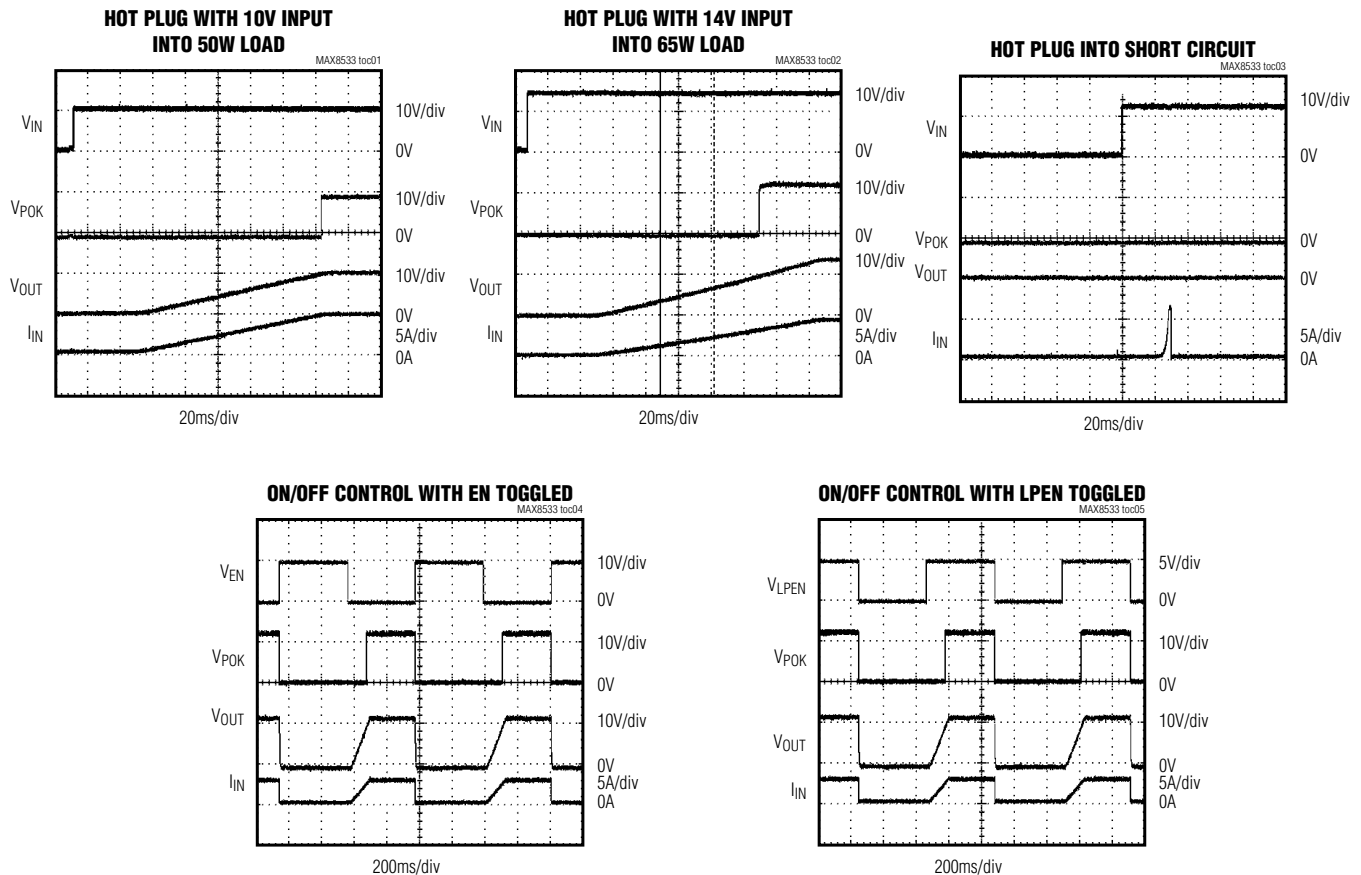 HOT PLUG WITH 10V INPUT
INTO 50W LOAD
MAX8533 toc01
VIN
10V/div
0V
VPOK
10V/div
0V
VOUT
10V/div
0V
IIN
5A/div
0A
20ms/div
HOT PLUG WITH 14V INPUT
INTO 65W LOAD
MAX8533 toc02
VIN
10V/div
0V
VPOK
10V/div
0V
VOUT
10V/div
0V
IIN
5A/div
0A
20ms/div
HOT PLUG INTO SHORT CIRCUIT
MAX8533 toc03
VIN
10V/div
0V
VPOK
0V
VOUT
0V
IIN
5A/div
0A
20ms/div
ON/OFF CONTROL WITH EN TOGGLED
MAX8533 toc04
VEN
10V/div
0V
VPOK
10V/div
0V
VOUT
10V/div
0V
IIN
5A/div
0A
200ms/div
ON/OFF CONTROL WITH LPEN TOGGLED
MAX8533 toc05
VLPEN
5V/div
0V
VPOK
10V/div
0V
VOUT
10V/div
0V
IIN
5A/div
0A
200ms/div